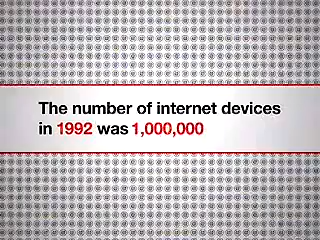 The number of internet devices
in 1992 was 1,000,000